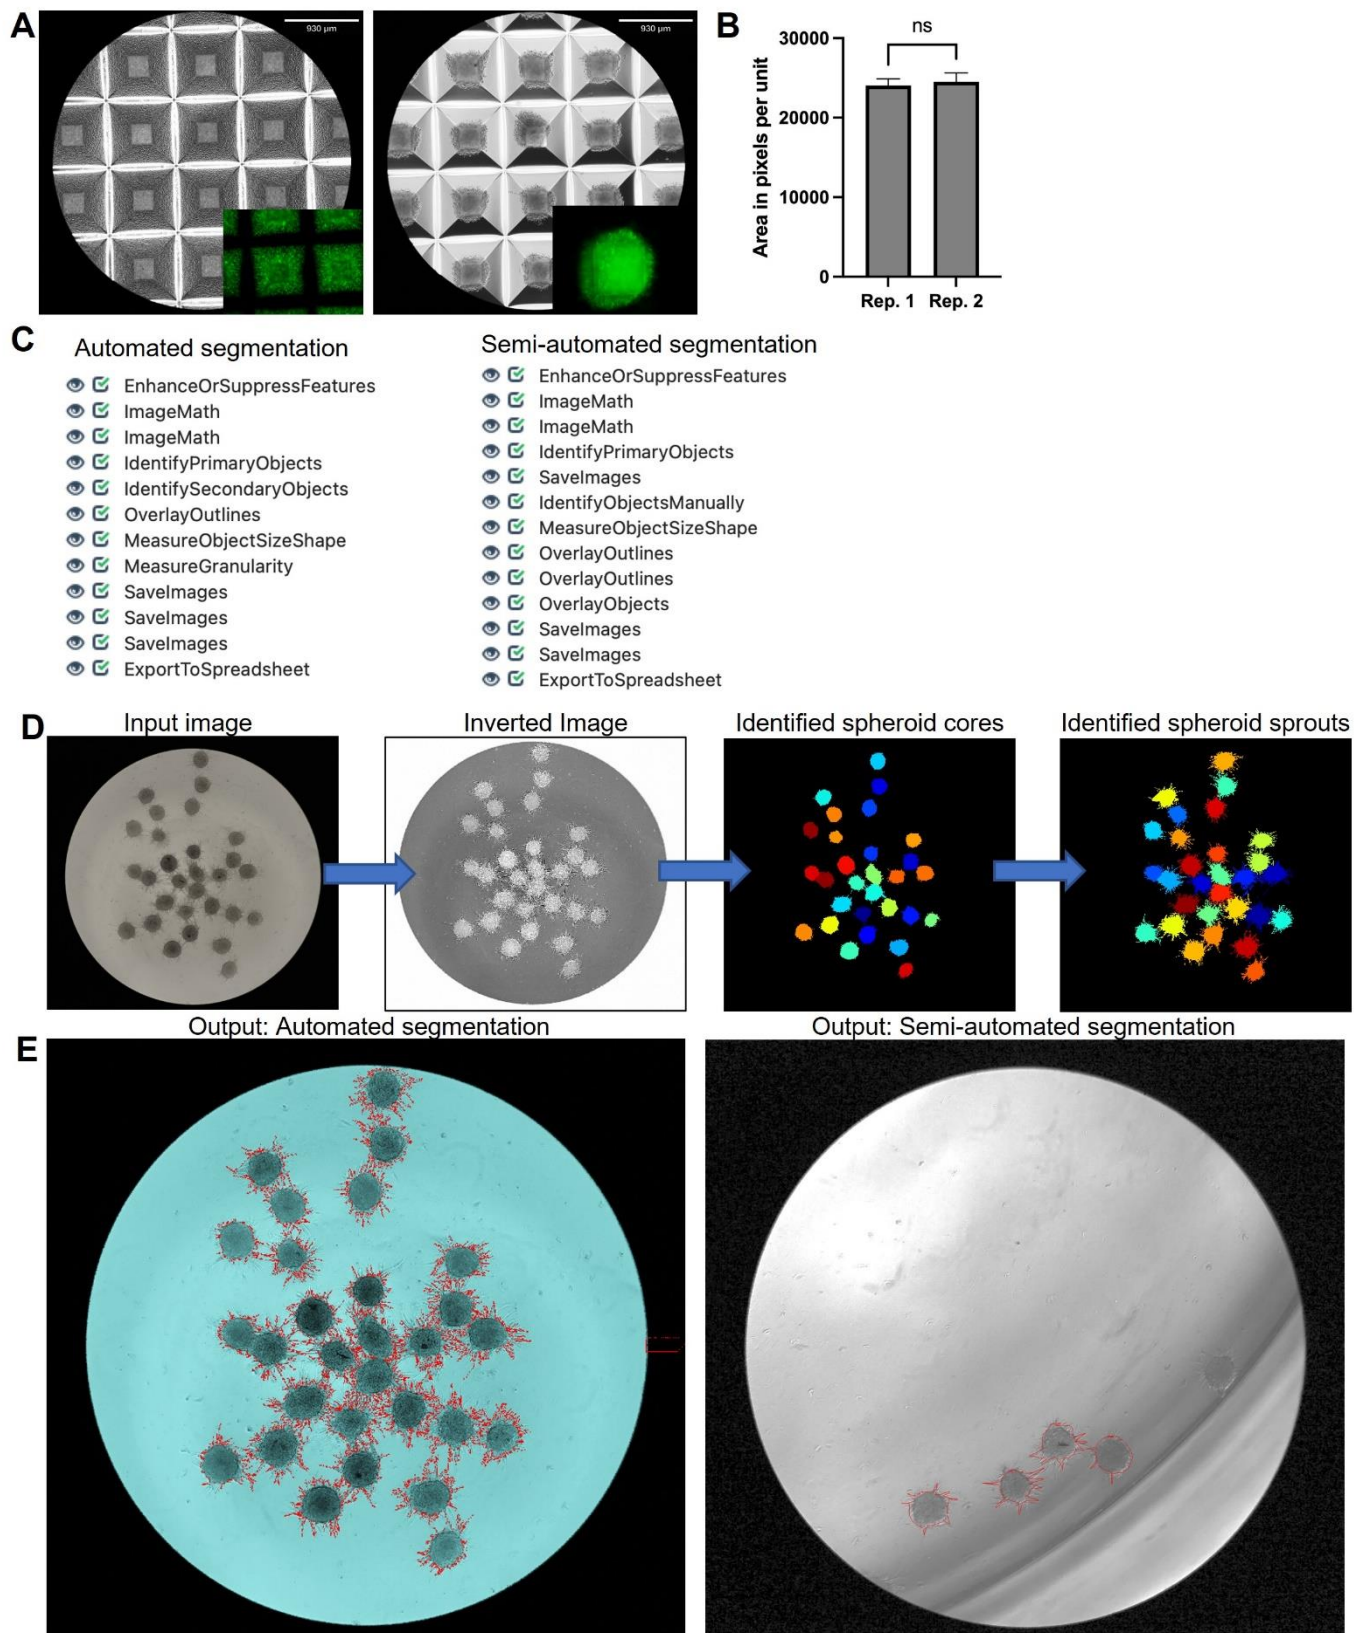 A
930 µm
930 µm
B
ns
30000
20000
10000
0
Area in pixels per unit
Rep. 1 Rep. 2
C
Automated segmentation
EnhanceOrSuppressFeatures
ImageMath
ImageMath
IdentifyPrimaryObjects
IdentifySecondaryObjects
OverlayOutlines
MeasureObjectSizeShape
MeasureGranularity
SaveImages
SaveImages
SaveImages
ExportToSpreadsheet
Semi-automated segmentation
EnhanceOrSuppressFeatures
ImageMath
ImageMath
IdentifyPrimaryObjects
SaveImages
IdentifyObjectsManually
MeasureObjectSizeShape
OverlayOutlines
OverlayOutlines
OverlayObjects
SaveImages
SaveImages
ExportToSpreadsheet
D
Input image
Inverted Image
Identified spheroid cores
Identified spheroid sprouts
E
Output: Automated segmentation
Output: Semi-automated segmentation